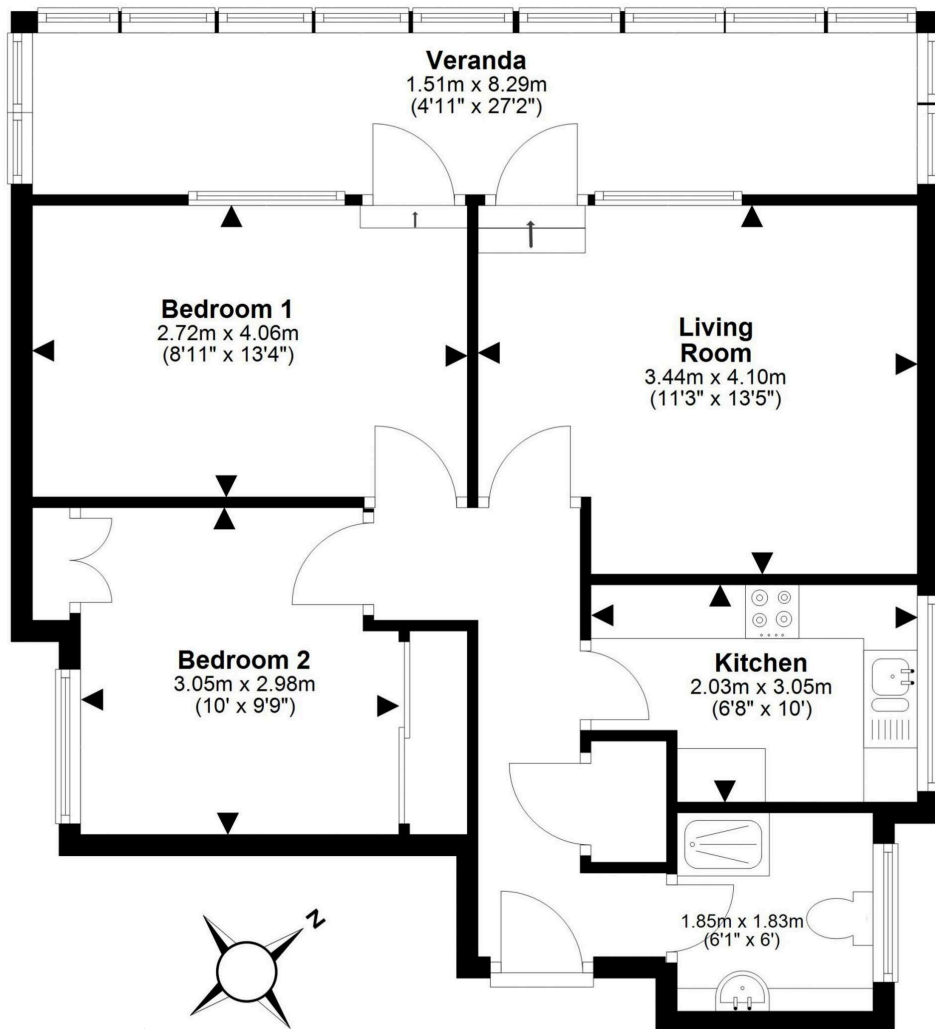 Veranda
1.51m x 8.29m
(4'11" x 27'2")
Bedroom 1
2.72m x 4.06m
(8'11" x 13'4")
Living
Room
3.44m x 4.10m
(11'3" x 13'5")
Bedroom 2
3.05m x 2.98m
(10' x 9'9")
Kitchen
2.03m x 3.05m
(6'8" x 10')
1.85m x 1.83m
(6'1" x 6')
N